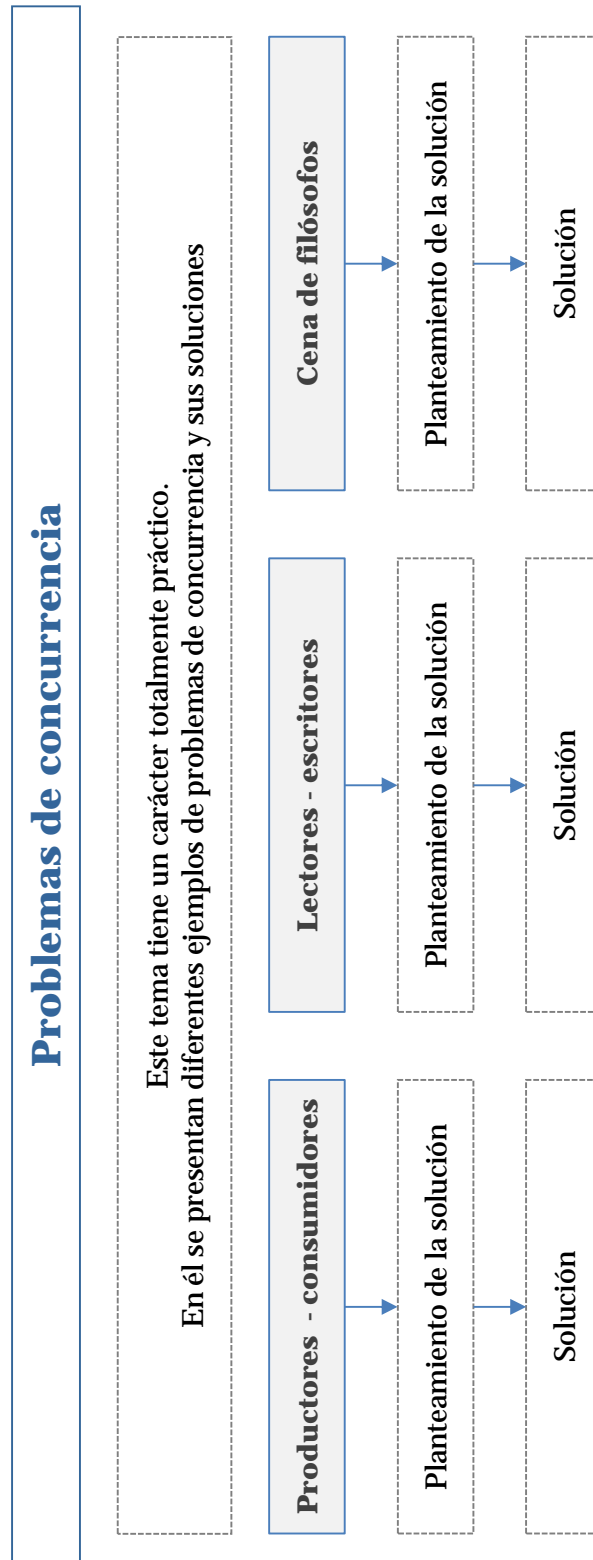 Problemas de concurrencia
Este tema tiene un carácter totalmente práctico.
En él se presentan diferentes ejemplos de problemas de concurrencia y sus soluciones
Productores - consumidores
Planteamiento de la solución
Solución
Lectores - escritores
Planteamiento de la solución
Solución
Cena de filósofos
Planteamiento de la solución
Solución